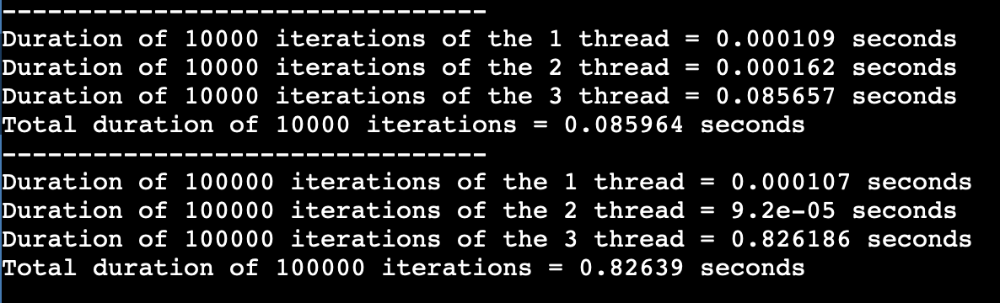 --------------------------------
Duration of 10000 iterations of the 1 thread = 0.000109 seconds
Duration of 10000 iterations of the 2 thread = 0.000162 seconds
Duration of 10000 iterations of the 3 thread = 0.085657 seconds
Total duration of 10000 iterations = 0.085964 seconds
--------------------------------
Duration of 100000 iterations of the 1 thread = 0.000107 seconds
Duration of 100000 iterations of the 2 thread = 9.2e-05 seconds
Duration of 100000 iterations of the 3 thread = 0.826186 seconds
Total duration of 100000 iterations = 0.82639 seconds